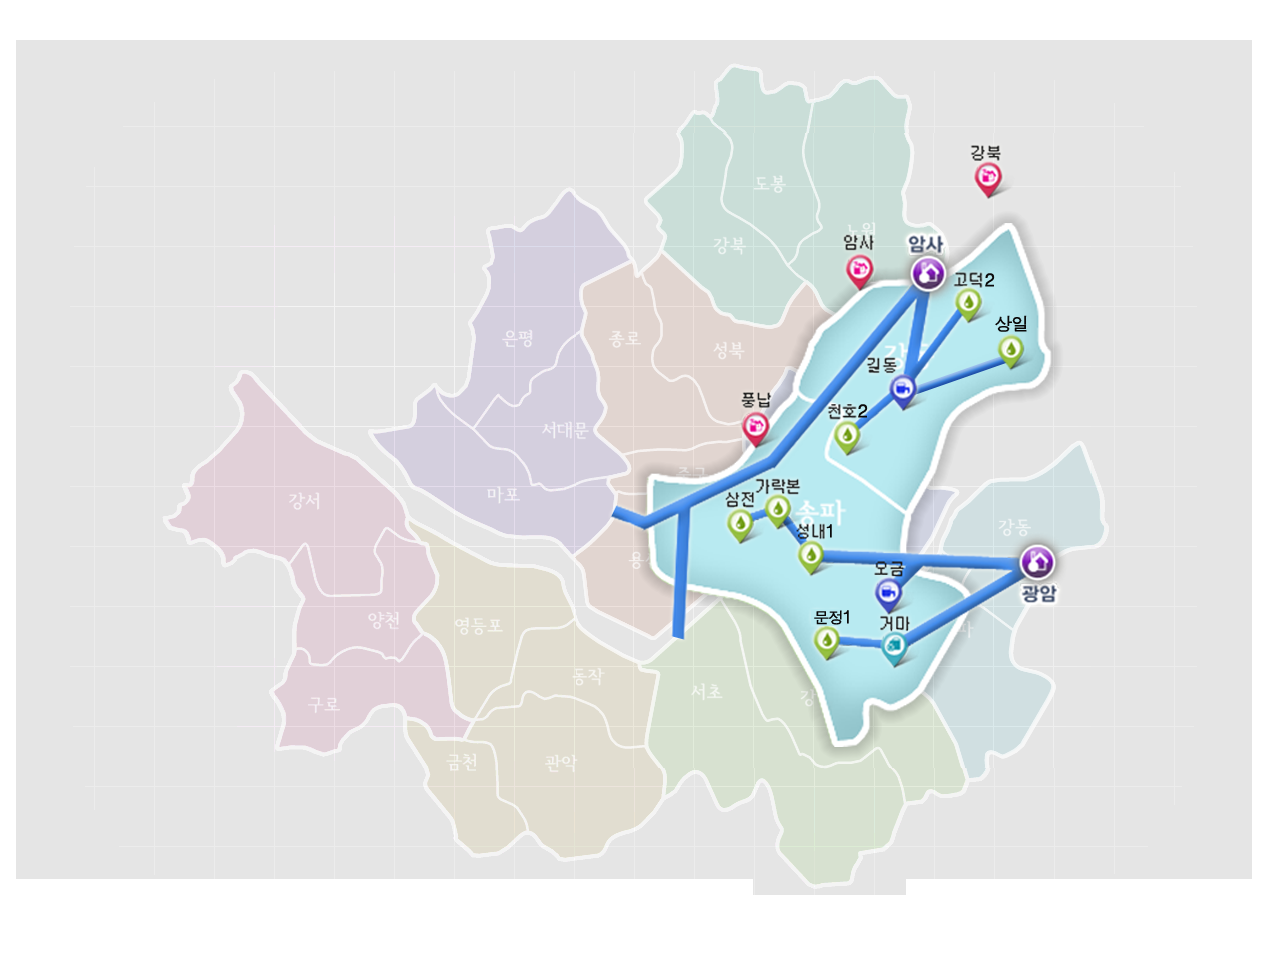 강북
도봉
강북
노원
암사
암사
고덕2
상일
은평
종로
성북
길동
풍납
천호2
서대문
마포
강서
가락본
삼전
송파
성내1
강동
오금
광암
양천
영등포
문정1
거마
동작
서초
구로
금천
관악